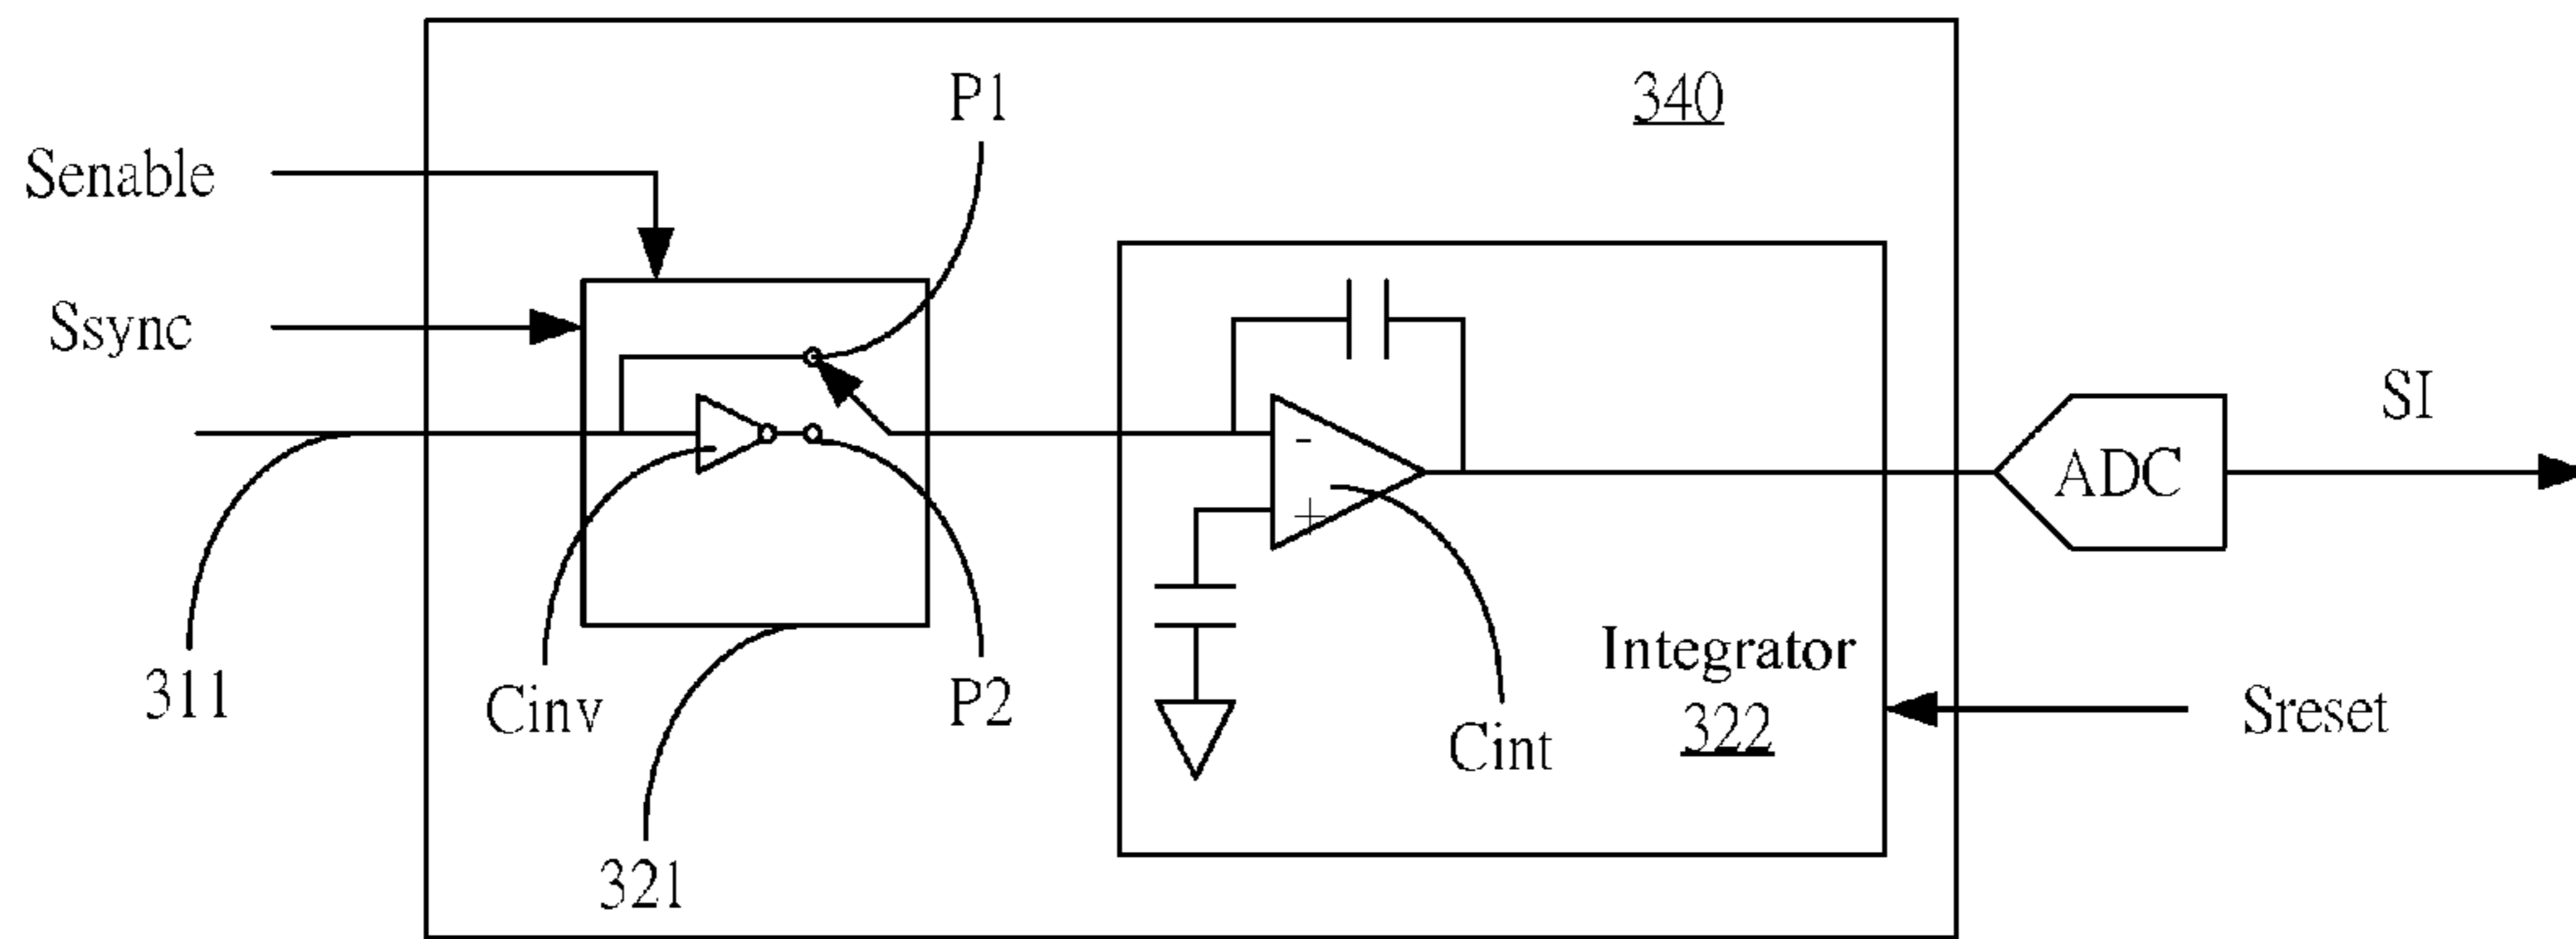 340
P1
Senable
Ssync
SI
ADC
-
+
311
Cinv
P2
Integrator
322
Cint
Sreset
321